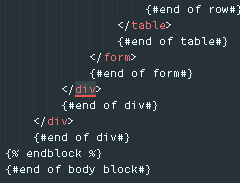 {#end of row#}
</table>
{#end of table#}
</form>
{#end of form#}
</div>
{#end of div#}
</div>
{#end of div#}
{% endblock %}
{#end of body block#}